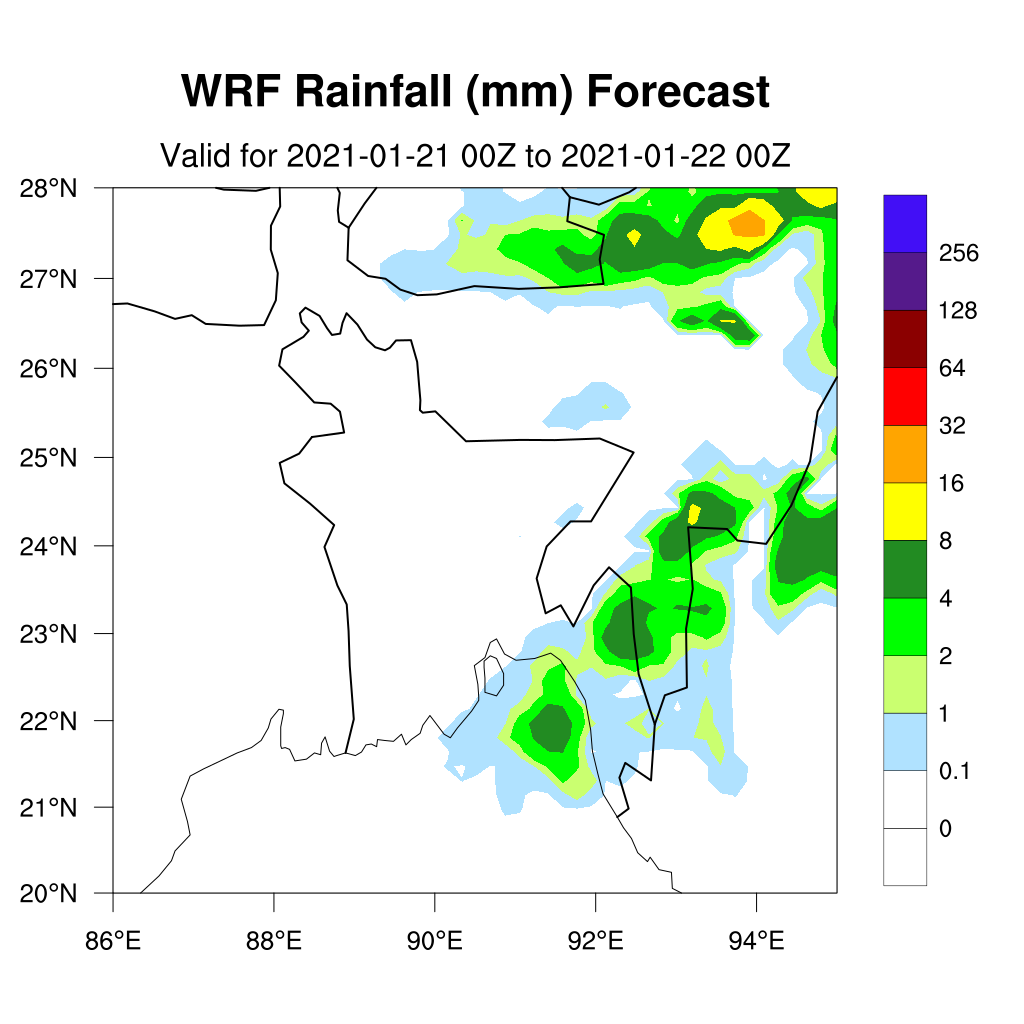 WRF Rainfall (mm) Forecast
Valid for 2021-01-21 00Z to 2021-01-22 00Z
28°N
27°N
26°N
25°N
24°N
23°N
22°N
21°N
20°N
86°E
88°E
90°E
92°E
94°E
256
128
64
32
16
8
4
2
1
0.1
0